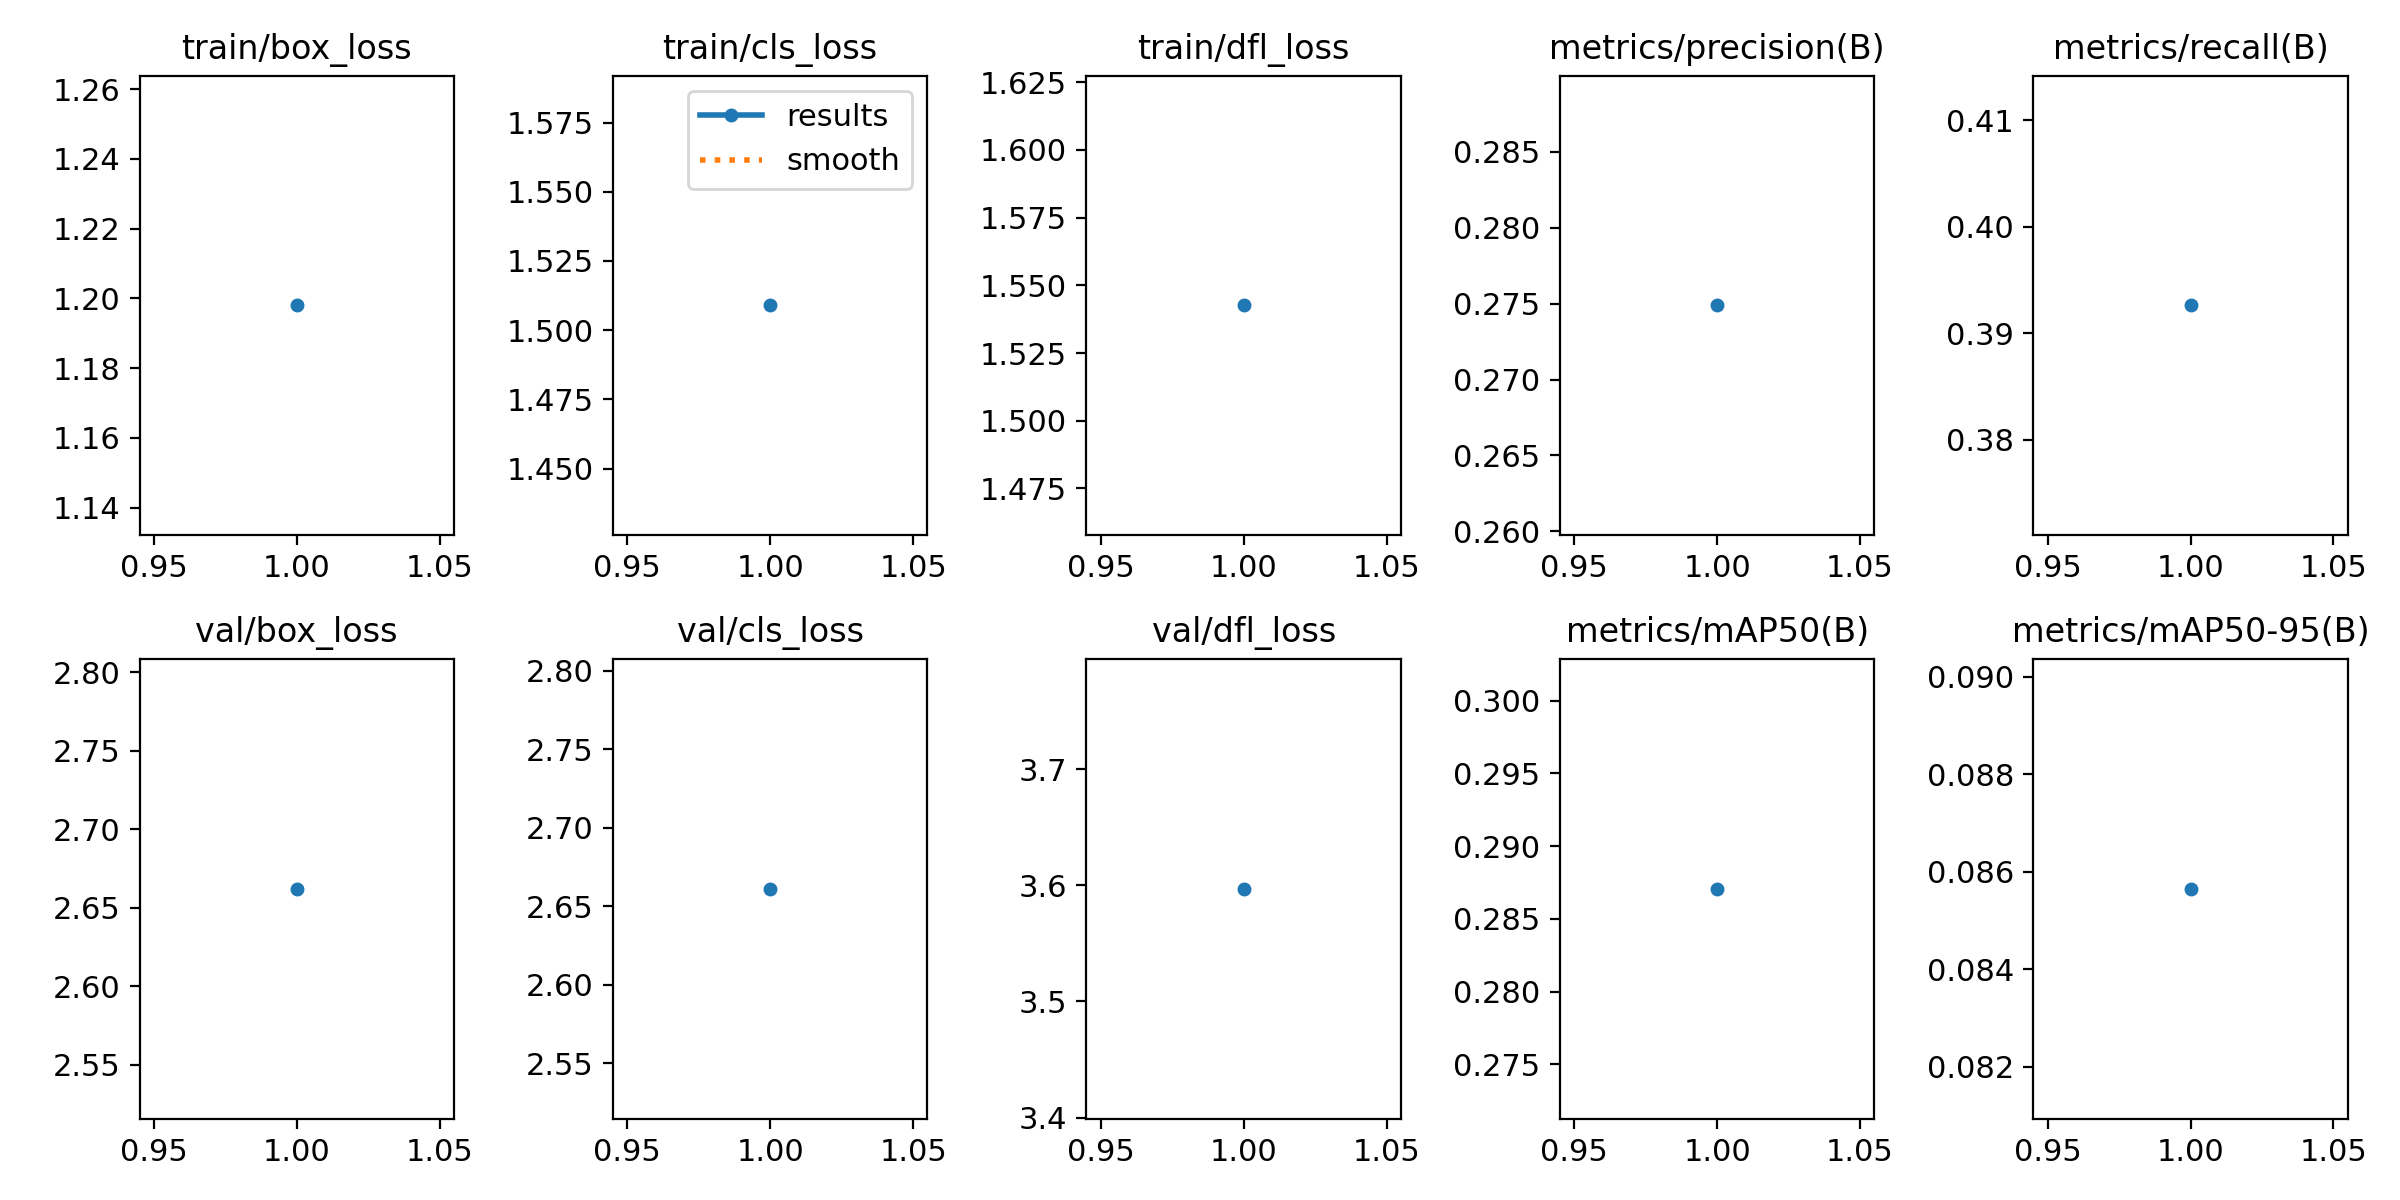 train/box_loss
1.26
1.24
1.22
1.20
1.18
1.16
1.14
0.95 1.00 1.05
train/cls_loss
results
smooth
1.575
1.550
1.525
1.500
1.475
1.450
0.95 1.00 1.05
train/dfl_loss
1.625
1.600
1.575
1.550
1.525
1.500
1.475
0.95 1.00 1.05
metrics/precision(B)
0.285
0.280
0.275
0.270
0.265
0.260
0.95 1.00 1.05
metrics/recall(B)
0.41
0.40
0.39
0.38
0.95 1.00 1.05
val/box_loss
2.80
2.75
2.70
2.65
2.60
2.55
0.95 1.00 1.05
val/cls_loss
2.80
2.75
2.70
2.65
2.60
2.55
0.95 1.00 1.05
val/dfl_loss
3.7
3.6
3.5
3.4
0.95 1.00 1.05
metrics/mAP50(B)
0.300
0.295
0.290
0.285
0.280
0.275
0.95 1.00 1.05
metrics/mAP50-95(B)
0.090
0.088
0.086
0.084
0.082
0.95 1.00 1.05